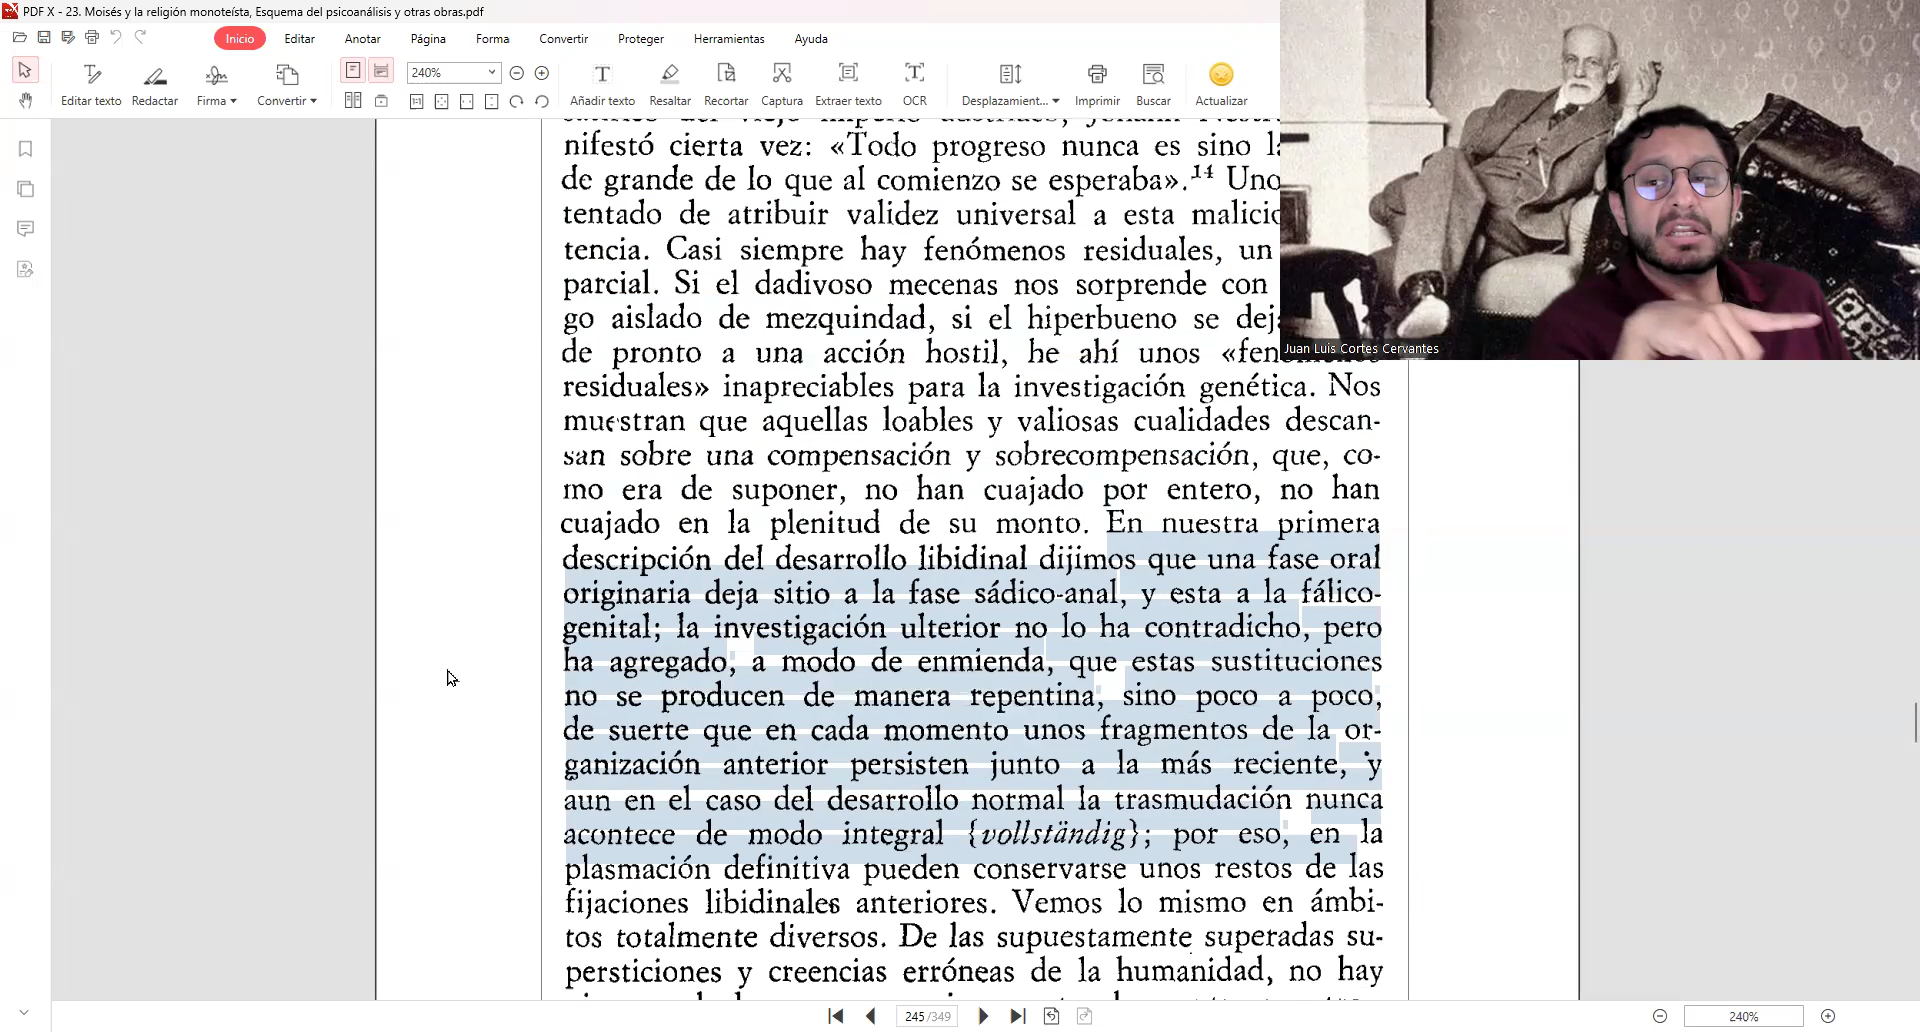 PDF X - 23. Moisés y la religión monoteísta, Esquema del psicoanálisis y otras obras.pdf
Inicio Editar Anotar Página Forma Convertir Proteger Herramientas Ayuda
240%
Editar texto Redactar Firma Convertir Añadir texto Resaltar Recortar Captura Extraer texto OCR Desplazamient... Imprimir Buscar Actualizar
nifestó cierta vez: «Todo progreso nunca es sino
de grande de lo que al comienzo se esperaba».¹⁴ Uno
tentado de atribuir validez universal a esta malicio
tencia. Casi siempre hay fenómenos residuales, un
parcial. Si el dadivoso mecenas nos sorprende con
go aislado de mezquindad, si el hiperbueno se dej
de pronto a una acción hostil, he ahí unos «fenómenos
residuales» inapreciables para la investigación genética. Nos
muestran que aquellas loables y valiosas cualidades descan-
san sobre una compensación y sobrecompensación, que, co-
mo era de suponer, no han cuajado por entero, no han
cuajado en la plenitud de su monto. En nuestra primera
descripción del desarrollo libidinal dijimos que una fase oral
originaria deja sitio a la fase sádico-anal, y esta a la fálico-
genital; la investigación ulterior no lo ha contradicho, pero
ha agregado, a modo de enmienda, que estas sustituciones
no se producen de manera repentina, sino poco a poco,
de suerte que en cada momento unos fragmentos de la or-
ganización anterior persisten junto a la más reciente, y
aun en el caso del desarrollo normal la trasmudación nunca
acontece de modo integral {vollständig}; por eso, en la
plasmación definitiva pueden conservarse unos restos de las
fijaciones libidinales anteriores. Vemos lo mismo en ámbi-
tos totalmente diversos. De las supuestamente superadas su-
persticiones y creencias erróneas de la humanidad, no hay
Juan Luis Cortes Cervantes
245/349
240%